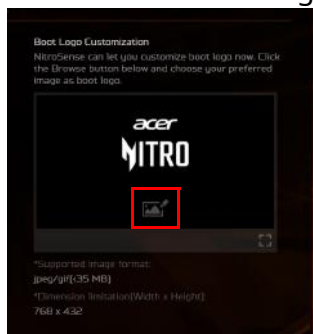 Boot Logo Customization
NitroSense can let you customize boot logo now. Click
the Browse button below and choose your preferred
image as boot logo.
acer
NITRO
*Supported image format:
jpeg/gif(<35 MB)
*Dimension limitation(Width x Height):
768 x 432